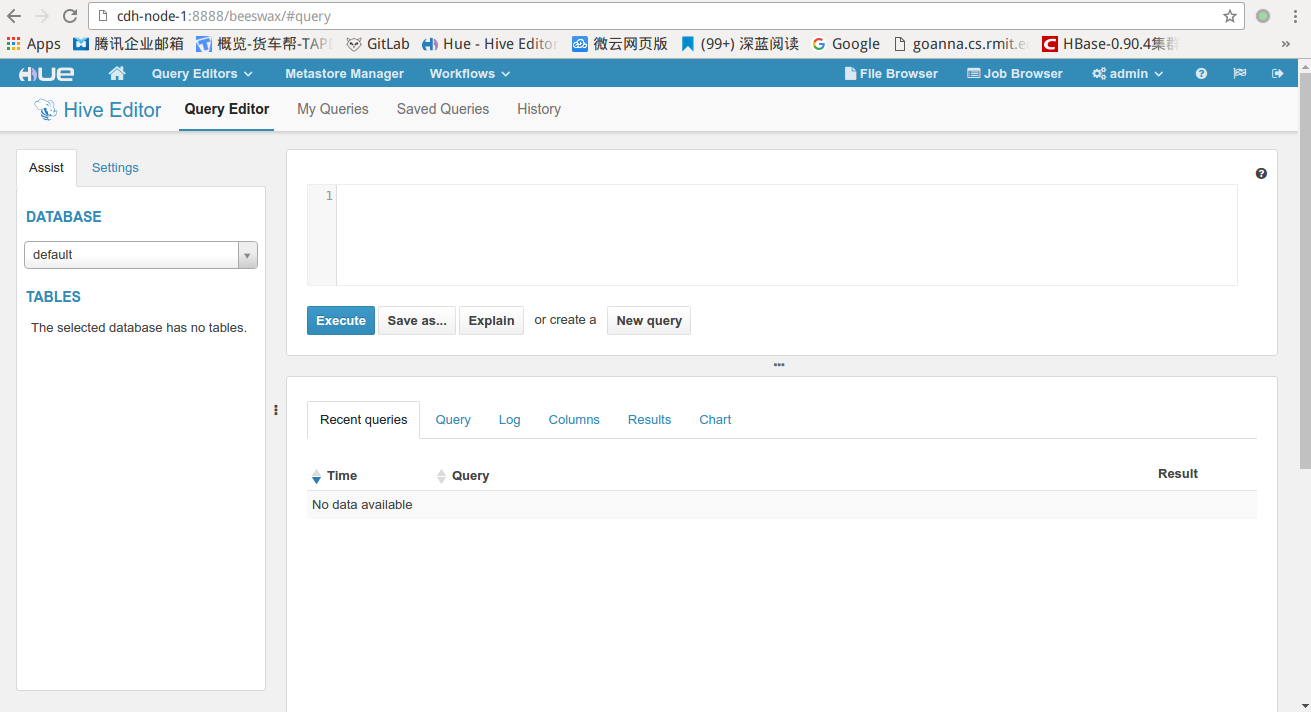 cdh-node-1:8888/beeswax/#query
Apps 腾讯企业邮箱 概览-货车帮-TAPD GitLab Hue - Hive Editor 微云网页版 (99+) 深蓝阅读 Google goanna.cs.rmit.e HBase-0.90.4集群 »
HUE Query Editors Metastore Manager Workflows File Browser Job Browser admin
Hive Editor Query Editor My Queries Saved Queries History
Assist Settings
DATABASE
default
TABLES
The selected database has no tables.
1
Execute Save as... Explain or create a New query
Recent queries Query Log Columns Results Chart
Time Query Result
No data available